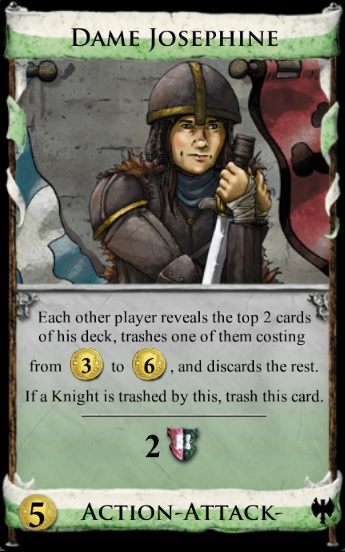 Dame Josephine
Each other player reveals the top 2 cards
of his deck, trashes one of them costing
from 3 to 6, and discards the rest.
If a Knight is trashed by this, trash this card.
2
5 Action-Attack-